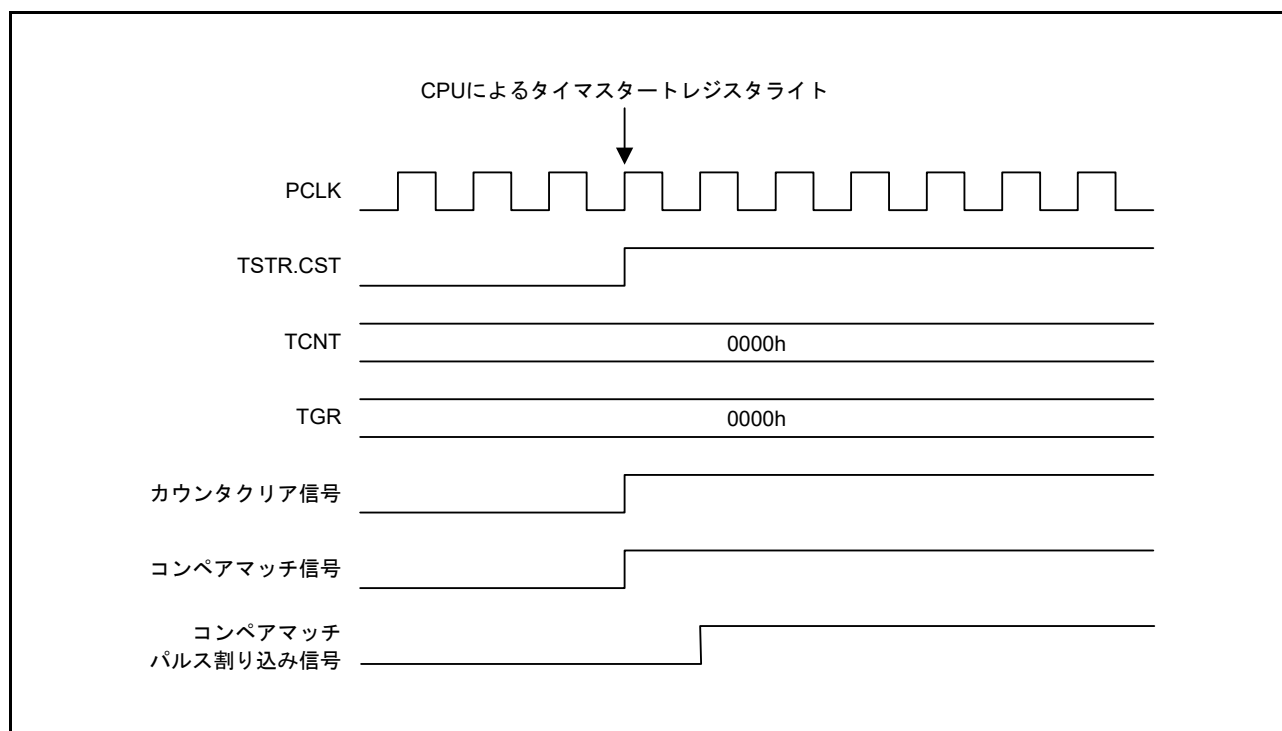 CPUによるタイマスタートレジスタライト
PCLK
TSTR.CST
TCNT
0000h
TGR
0000h
カウンタクリア信号
コンペアマッチ信号
コンペアマッチ
パルス割り込み信号